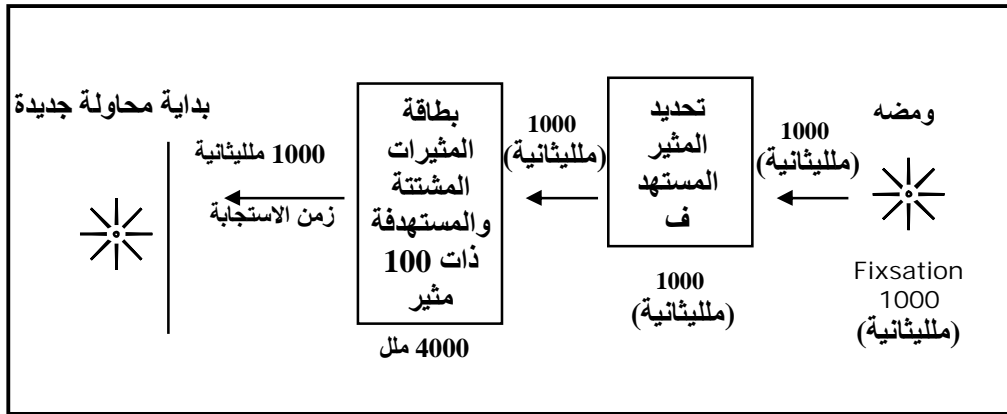 ومضه
Fixsation
1000
(ملليثانية)
1000
(ملليثانية)
تحديد
المثير
المستهد
ف
1000
(ملليثانية)
1000
(ملليثانية)
بطاقة
المثيرات
المشتتة
والمستهدفة
ذات 100
مثير
4000 ملل
1000 ملليثانية
زمن الاستجابة
بداية محاولة جديدة